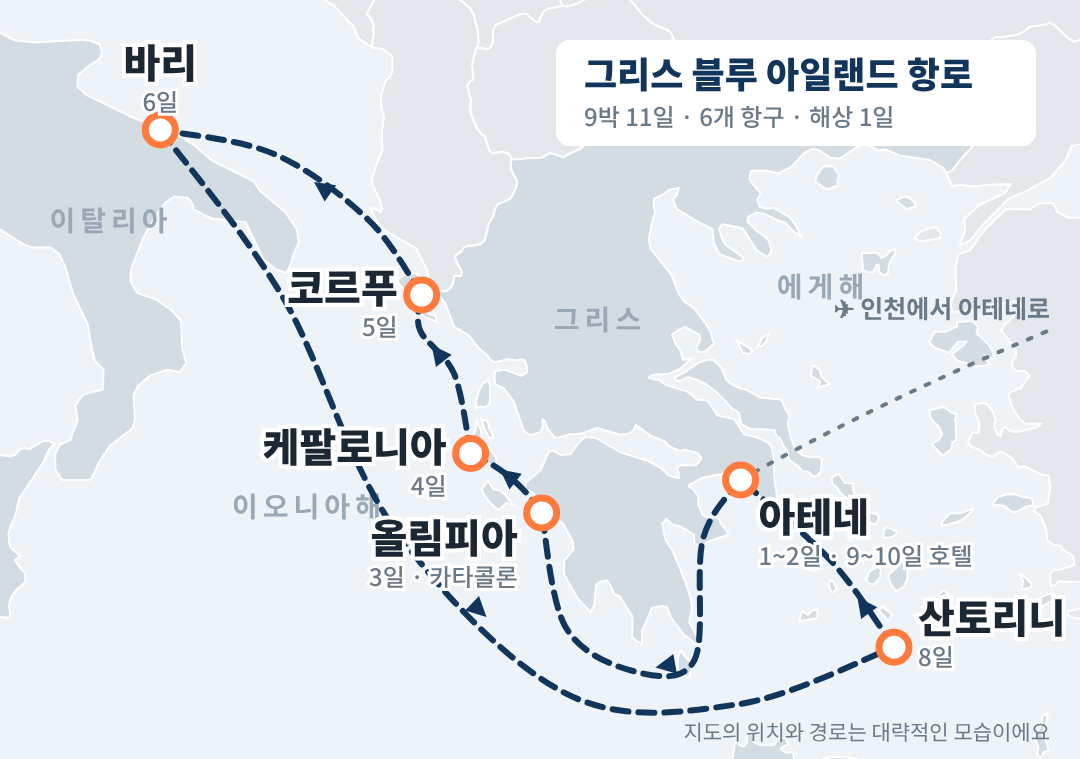 바리
6일
그리스 블루 아일랜드 항로
9박 11일 · 6개 항구 · 해상 1일
이탈리아
코르푸
5일
그리스
에게해
✈ 인천에서 아테네로
케팔로니아
4일
이오니아해
올림피아
3일 · 카타콜론
아테네
1~2일 · 9~10일 호텔
산토리니
8일
지도의 위치와 경로는 대략적인 모습이에요